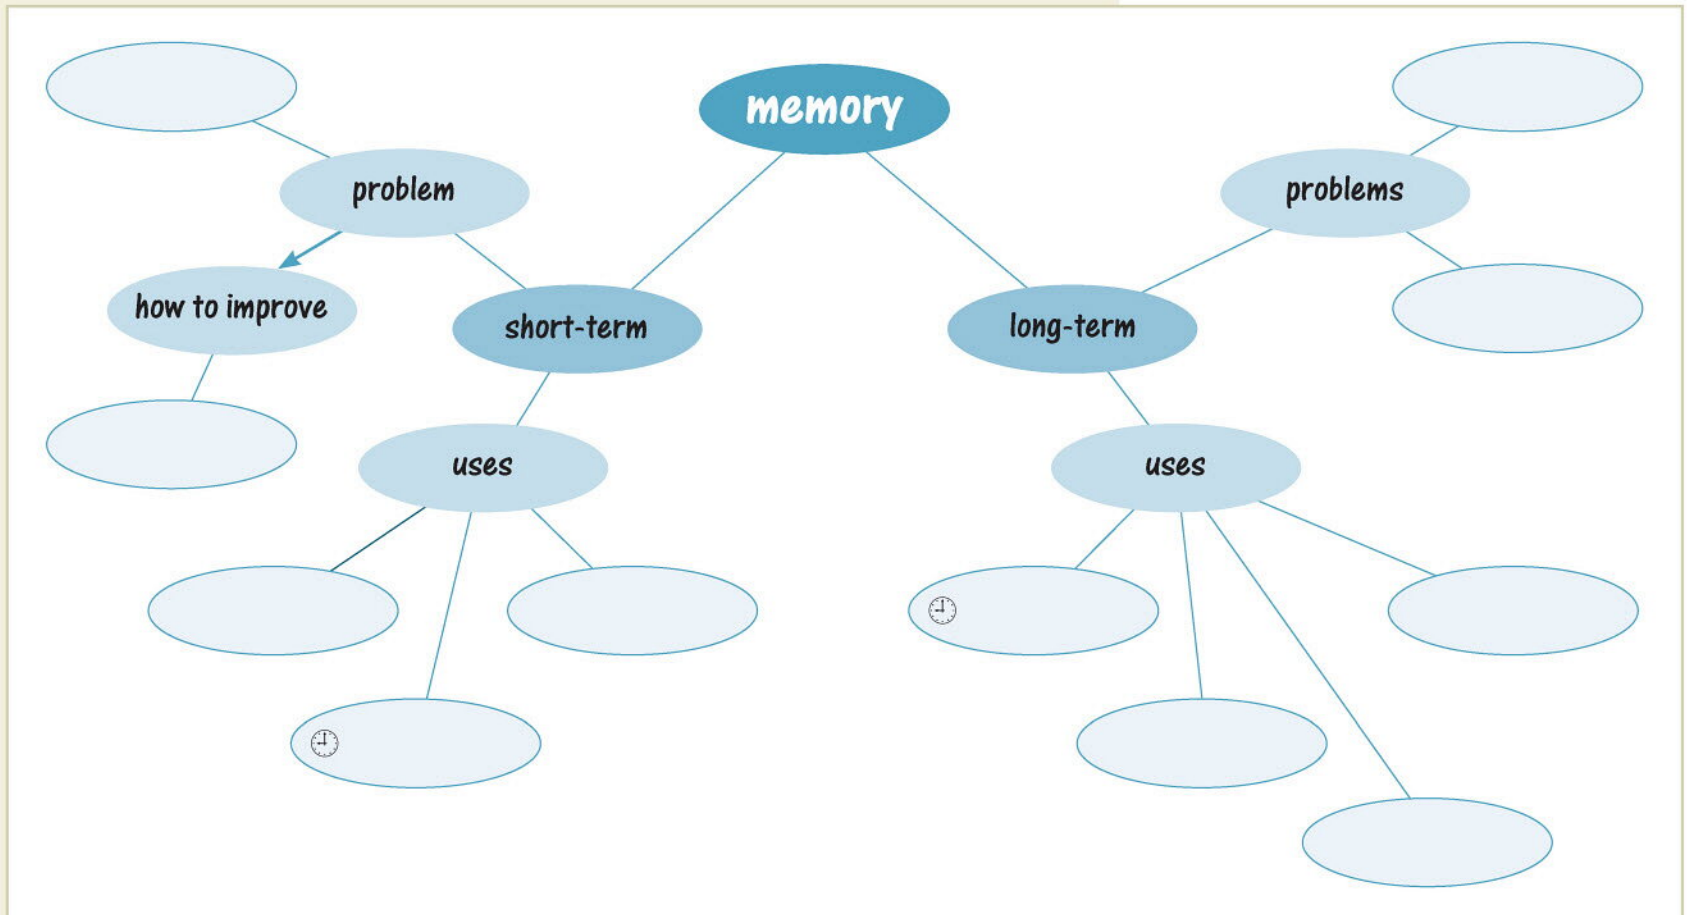 memory
problem
problems
how to improve
short-term
long-term
uses
uses